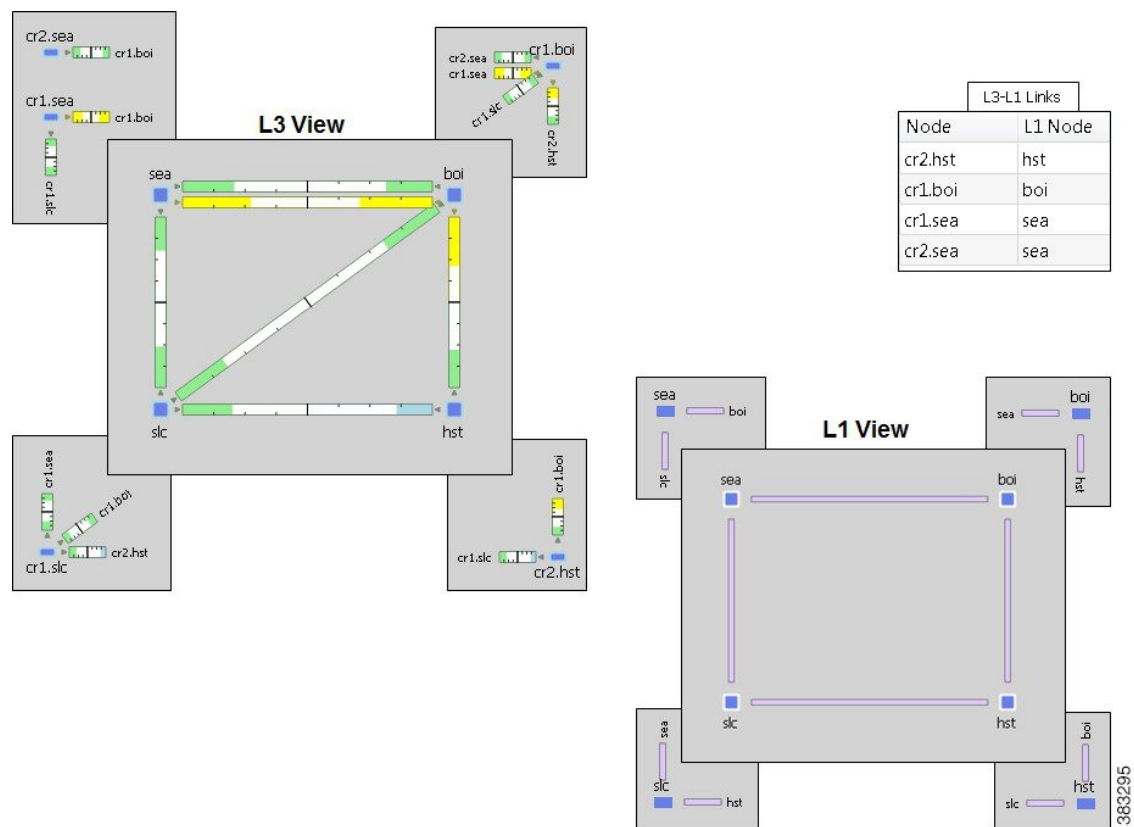 cr2.sea
cr1.boi
cr1.sea
cr1.boi
cr1.slc
cr1.boi
cr2.sea
cr1.sea
cr1.slc
cr2.hst
L3-L1 Links
Node L1 Node
cr2.hst hst
cr1.boi boi
cr1.sea sea
cr2.sea sea
L3 View
sea
boi
slc
hst
cr1.sea
cr1.boi
cr2.hst
cr1.slc
cr1.boi
cr1.slc
cr2.hst
sea
boi
slc
boi
sea
hst
L1 View
sea
boi
slc
hst
sea
slc
hst
boi
hst
slc
383295